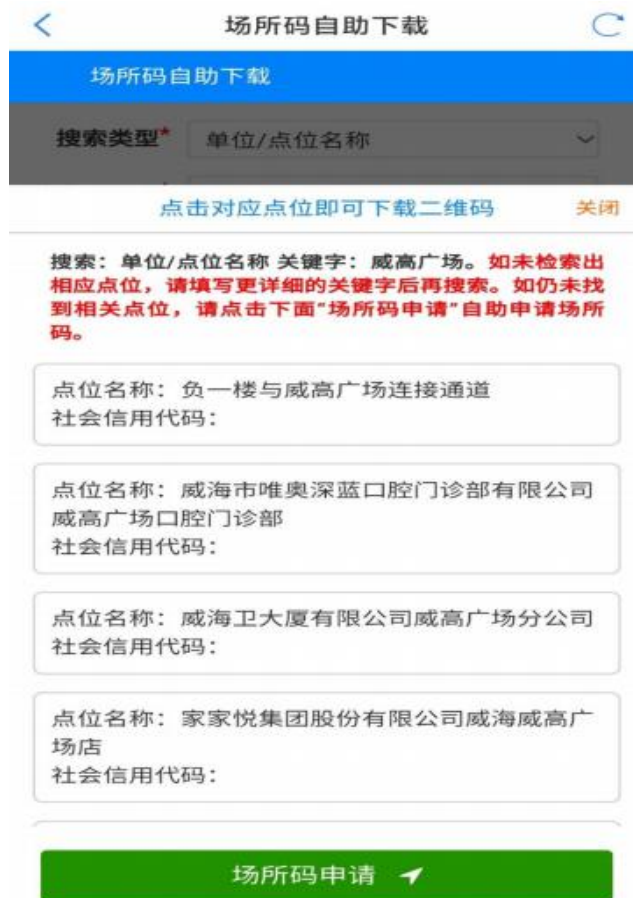 场所码自助下载
场所码自助下载
搜索类型* 单位/点位名称
点击对应点位即可下载二维码 关闭
搜索：单位/点位名称 关键字：威高广场。如未检索出
相应点位，请填写更详细的关键字后再搜索。如仍未找
到相关点位，请点击下面“场所码申请”自助申请场所
码。
点位名称：负一楼与威高广场连接通道
社会信用代码：
点位名称：威海市唯奥深蓝口腔门诊部有限公司
威高广场口腔门诊部
社会信用代码：
点位名称：威海卫大厦有限公司威高广场分公司
社会信用代码：
点位名称：家家悦集团股份有限公司威海威高广
场店
社会信用代码：
场所码申请